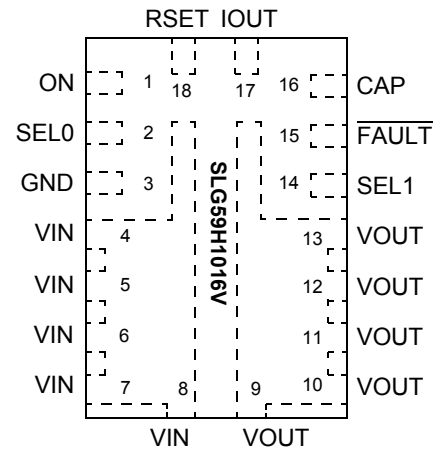 RSET IOUT
ON 1 18 17 16 CAP
SEL0 2 15 FAULT
GND 3 14 SEL1
SLG59H1016V
VIN 4 13 VOUT
VIN 5 12 VOUT
VIN 6 11 VOUT
VIN 7 8 9 10 VOUT
VIN VOUT